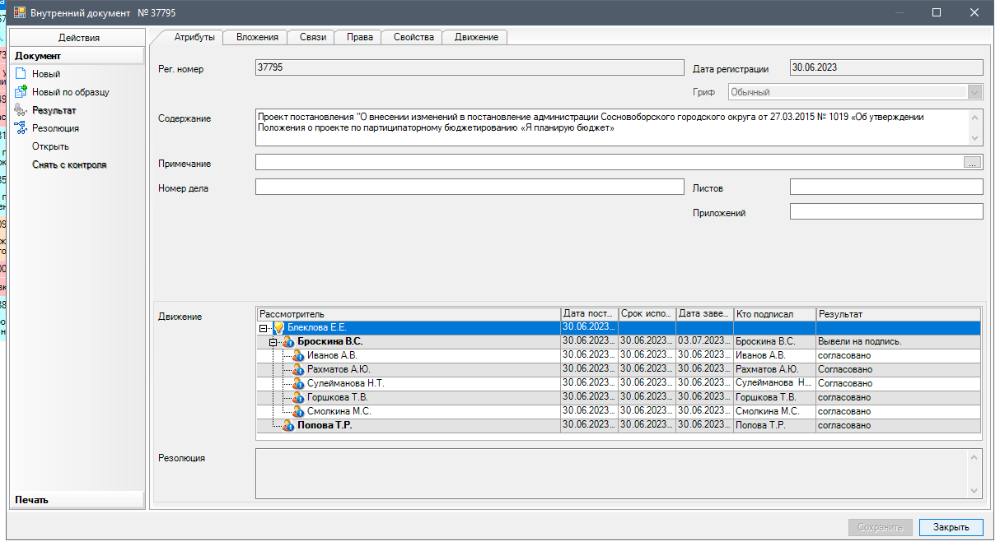 Внутренний документ № 37795
Действия
Документ
Новый
Новый по образцу
Результат
Резолюция
Открыть
Снять с контроля
Печать
Атрибуты Вложения Связи Права Свойства Движение
Рег. номер 37795 Дата регистрации 30.06.2023
Гриф Обычный
Содержание Проект постановления "О внесении изменений в постановление администрации Сосновоборского городского округа от 27.03.2015 № 1019 «Об утверждении
Положения о проекте по партиципаторному бюджетированию «Я планирую бюджет»
Примечание ...
Номер дела Листов
Приложений
Движение Рассмотритель Дата пост... Срок испо... Дата заве... Кто подписал Результат
Блеклова Е.Е. 30.06.2023...
Броскина В.С. 30.06.2023... 30.06.2023... 03.07.2023... Броскина В.С. Вывели на подпись.
Иванов А.В. 30.06.2023... 30.06.2023... 30.06.2023... Иванов А.В. согласовано
Рахматов А.Ю. 30.06.2023... 30.06.2023... 30.06.2023... Рахматов А.Ю. Согласовано
Сулейманова Н.Т. 30.06.2023... 30.06.2023... 30.06.2023... Сулейманова Н.... Согласовано
Горшкова Т.В. 30.06.2023... 30.06.2023... 30.06.2023... Горшкова Т.В. согласовано
Смолкина М.С. 30.06.2023... 30.06.2023... 30.06.2023... Смолкина М.С. согласовано
Попова Т.Р. 30.06.2023... 30.06.2023... 30.06.2023... Попова Т.Р. согласовано
Резолюция
Сохранить Закрыть